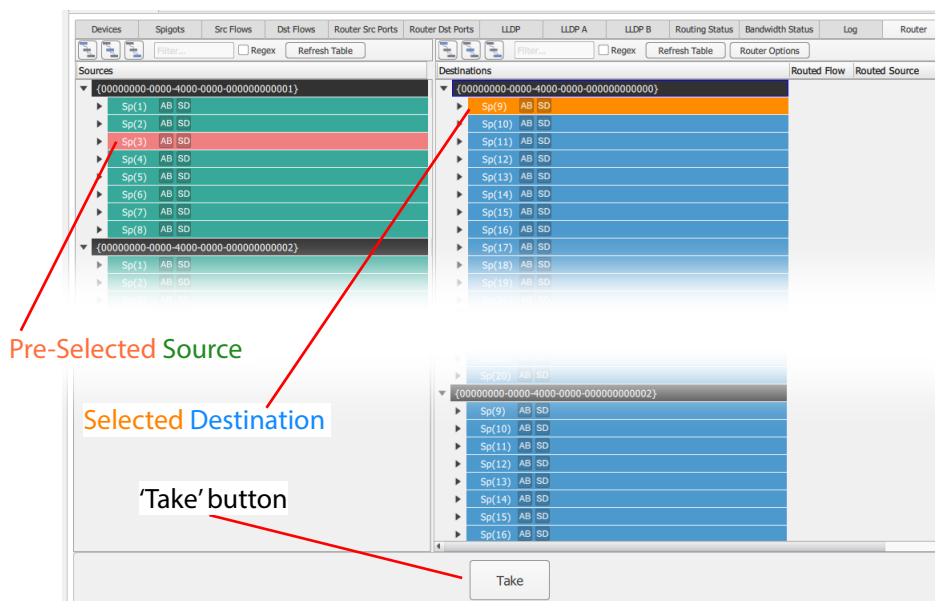 Devices Spigots Src Flows Dst Flows Router Src Ports Router Dst Ports LLDP LLDP A LLDP B Routing Status Bandwidth Status Log Router
Filter... Regex Refresh Table Filter... Regex Refresh Table Router Options
Sources Destinations Routed Flow Routed Source
{00000000-0000-4000-0000-000000000001} {00000000-0000-4000-0000-000000000000}
Sp(1) AB SD Sp(9) AB SD
Sp(2) AB SD Sp(10) AB SD
Sp(3) AB SD Sp(11) AB SD
Sp(4) AB SD Sp(12) AB SD
Sp(5) AB SD Sp(13) AB SD
Sp(6) AB SD Sp(14) AB SD
Sp(7) AB SD Sp(15) AB SD
Sp(8) AB SD Sp(16) AB SD
{00000000-0000-4000-0000-000000000002} Sp(17) AB SD
Sp(1) AB SD Sp(18) AB SD
Sp(2) AB SD Sp(19) AB SD
Pre-Selected Source
Sp(20) AB SD
{00000000-0000-4000-0000-000000000002}
Selected Destination
Sp(9) AB SD
Sp(10) AB SD
Sp(11) AB SD
Sp(12) AB SD
Sp(13) AB SD
‘Take’ button
Sp(14) AB SD
Sp(15) AB SD
Sp(16) AB SD
Take